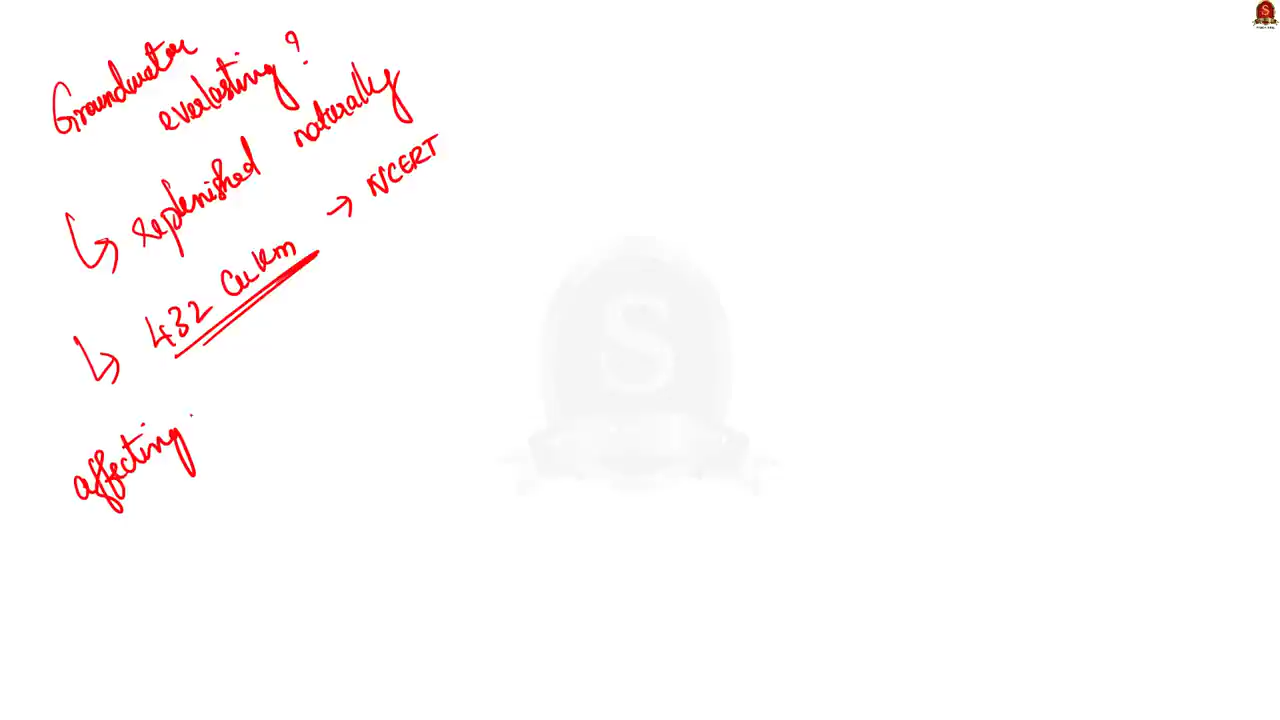 Groundwater
everlasting?
↳ replenished naturally
↳ 432 Cu km → NCERT
affecting
S
S